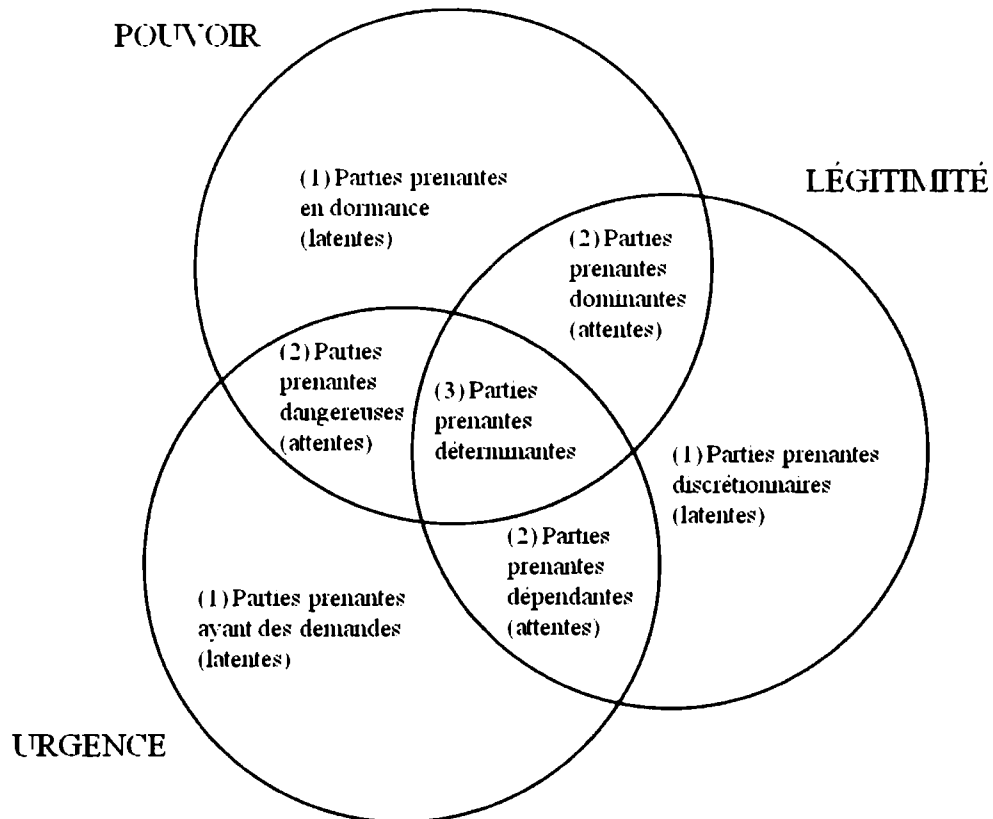 POUVOIR
(1) Parties prenantes
en dormance
(latentes)
LÉGITIMITÉ
(2) Parties
prenantes
dominantes
(attentes)
(2) Parties
prenantes
dangereuses
(attentes)
(3) Parties
prenantes
déterminantes
(1) Parties prenantes
discrétionnaires
(latentes)
(2) Parties
prenantes
dépendantes
(attentes)
(1) Parties prenantes
ayant des demandes
(latentes)
URGENCE